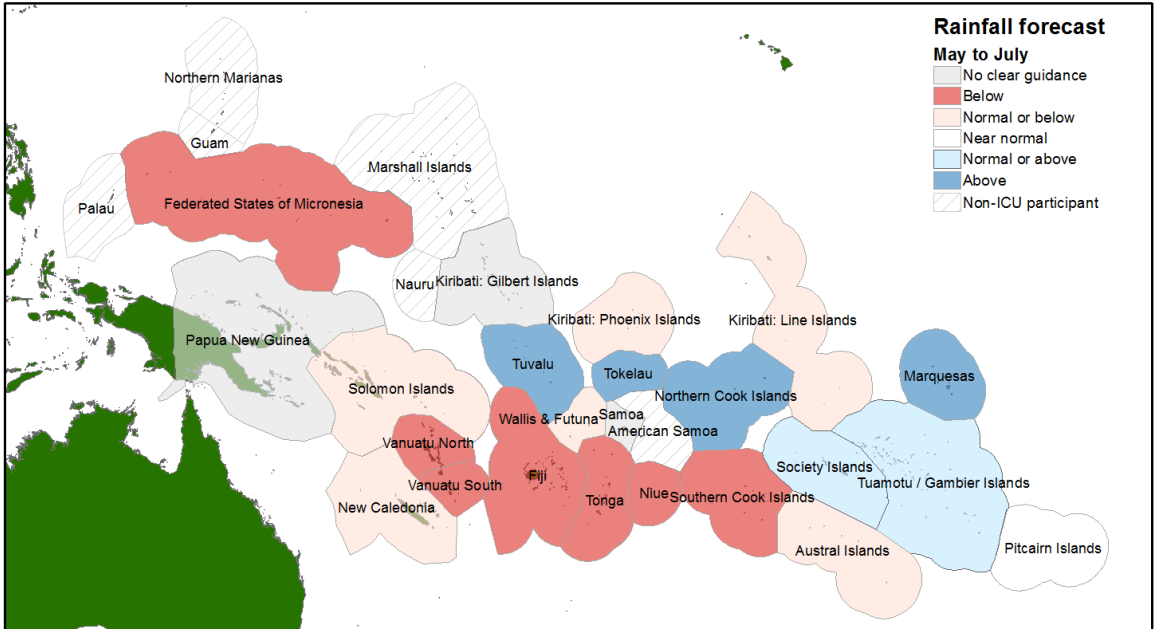 Rainfall forecast
May to July
No clear guidance
Below
Normal or below
Near normal
Normal or above
Above
Non-ICU participant
Northern Marianas
Guam
Marshall Islands
Palau
Federated States of Micronesia
Nauru
Kiribati: Gilbert Islands
Kiribati: Phoenix Islands
Kiribati: Line Islands
Papua New Guinea
Tuvalu
Tokelau
Marquesas
Solomon Islands
Northern Cook Islands
Wallis & Futuna
Samoa
American Samoa
Vanuatu North
Society Islands
Fiji
Vanuatu South
Tuamotu / Gambier Islands
Niue
Southern Cook Islands
Tonga
New Caledonia
Austral Islands
Pitcairn Islands